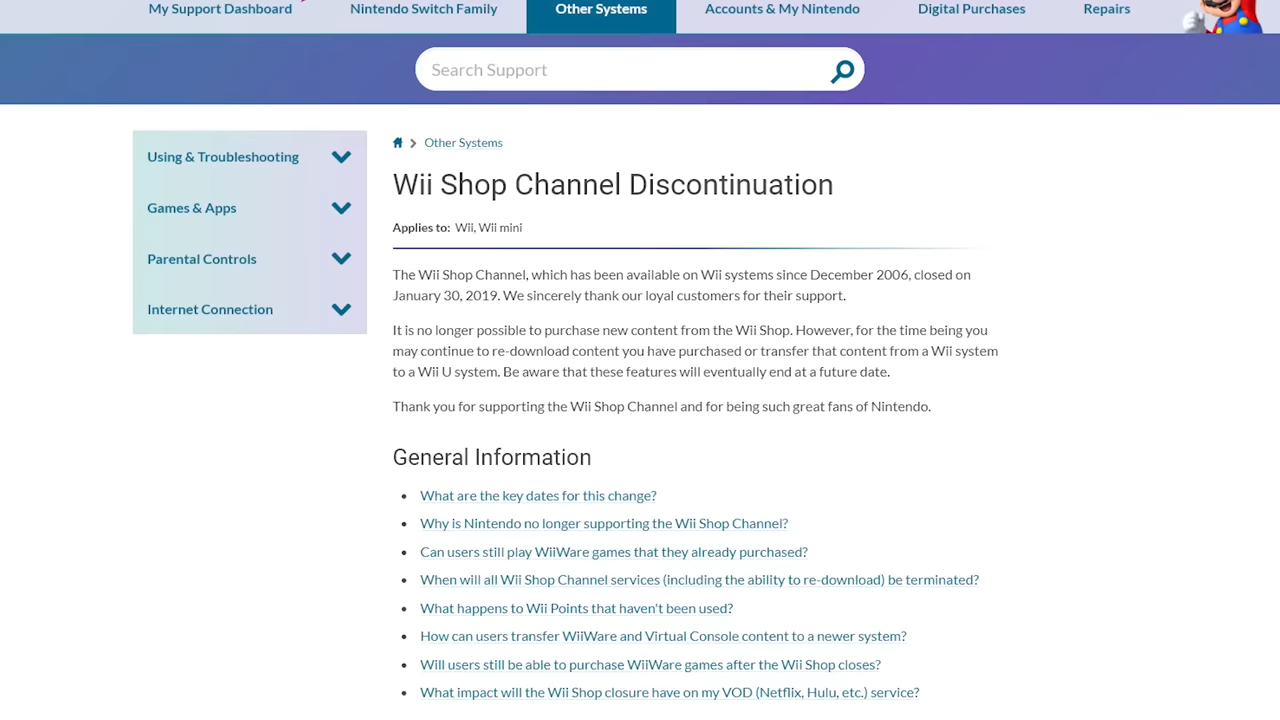 My Support Dashboard
Nintendo Switch Family
Other Systems
Accounts & My Nintendo
Digital Purchases
Repairs
Search Support
Using & Troubleshooting
Games & Apps
Parental Controls
Internet Connection
Other Systems
Wii Shop Channel Discontinuation
Applies to: Wii, Wii mini
The Wii Shop Channel, which has been available on Wii systems since December 2006, closed on
January 30, 2019. We sincerely thank our loyal customers for their support.
It is no longer possible to purchase new content from the Wii Shop. However, for the time being you
may continue to re-download content you have purchased or transfer that content from a Wii system
to a Wii U system. Be aware that these features will eventually end at a future date.
Thank you for supporting the Wii Shop Channel and for being such great fans of Nintendo.
General Information
What are the key dates for this change?
Why is Nintendo no longer supporting the Wii Shop Channel?
Can users still play WiiWare games that they already purchased?
When will all Wii Shop Channel services (including the ability to re-download) be terminated?
What happens to Wii Points that haven't been used?
How can users transfer WiiWare and Virtual Console content to a newer system?
Will users still be able to purchase WiiWare games after the Wii Shop closes?
What impact will the Wii Shop closure have on my VOD (Netflix, Hulu, etc.) service?